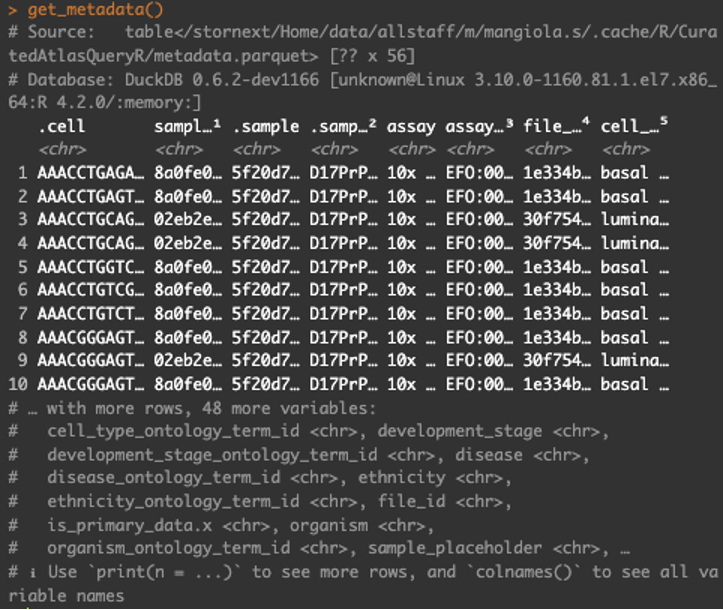 > get_metadata()
# Source:   table</stornext/Home/data/allstaff/m/mangiola.s/.cache/R/Cura
tedAtlasQueryR/metadata.parquet> [?? x 56]
# Database: DuckDB 0.6.2-dev1166 [unknown@Linux 3.10.0-1160.81.1.el7.x86_
64:R 4.2.0/:memory:]
.cell sampl…¹ .sample .samp…² assay assay…³ file_…⁴ cell_…⁵
<chr> <chr> <chr> <chr> <chr> <chr> <chr> <chr>
1 AAACCTGAGA… 8a0fe0… 5f20d7… D17PrP… 10x … EFO:00… 1e334b… basal …
2 AAACCTGAGT… 8a0fe0… 5f20d7… D17PrP… 10x … EFO:00… 1e334b… basal …
3 AAACCTGCAG… 02eb2e… 5f20d7… D17PrP… 10x … EFO:00… 30f754… lumina…
4 AAACCTGCAG… 02eb2e… 5f20d7… D17PrP… 10x … EFO:00… 30f754… lumina…
5 AAACCTGGTC… 8a0fe0… 5f20d7… D17PrP… 10x … EFO:00… 1e334b… basal …
6 AAACCTGTCG… 8a0fe0… 5f20d7… D17PrP… 10x … EFO:00… 1e334b… basal …
7 AAACCTGTCT… 8a0fe0… 5f20d7… D17PrP… 10x … EFO:00… 1e334b… basal …
8 AAACGGGAGT… 8a0fe0… 5f20d7… D17PrP… 10x … EFO:00… 1e334b… basal …
9 AAACGGGAGT… 02eb2e… 5f20d7… D17PrP… 10x … EFO:00… 30f754… lumina…
10 AAACGGGAGT… 8a0fe0… 5f20d7… D17PrP… 10x … EFO:00… 1e334b… basal …
# … with more rows, 48 more variables:
#   cell_type_ontology_term_id <chr>, development_stage <chr>,
#   development_stage_ontology_term_id <chr>, disease <chr>,
#   disease_ontology_term_id <chr>, ethnicity <chr>,
#   ethnicity_ontology_term_id <chr>, file_id <chr>,
#   is_primary_data.x <chr>, organism <chr>,
#   organism_ontology_term_id <chr>, sample_placeholder <chr>, …
# ℹ Use `print(n = ...)` to see more rows, and `colnames()` to see all va
riable names